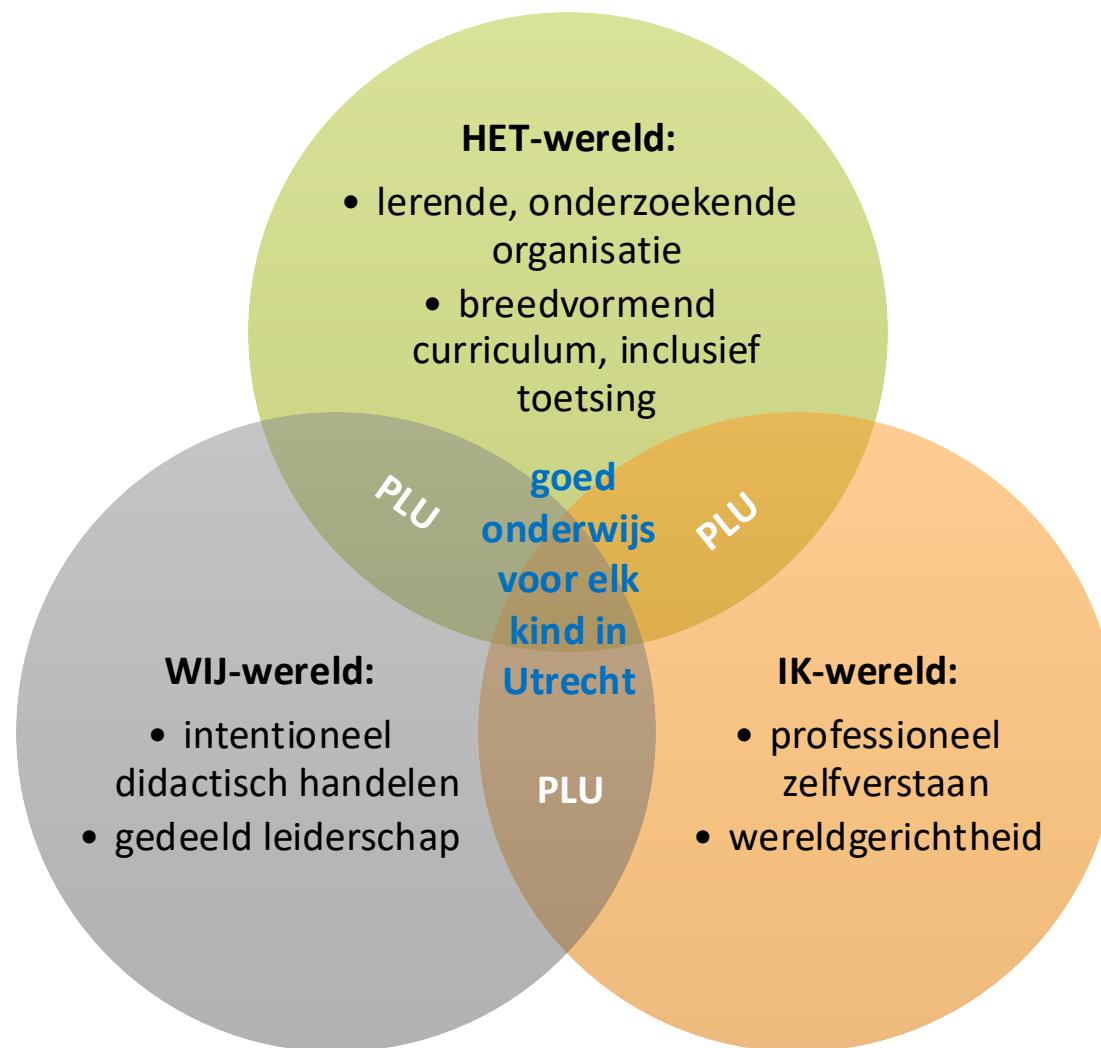 HET-wereld:
• lerende, onderzoekende
organisatie
• breedvormend
curriculum, inclusief
toetsing
PLU
goed
onderwijs
voor elk
kind in
Utrecht
PLU
WIJ-wereld:
• intentioneel
didactisch handelen
• gedeeld leiderschap
PLU
IK-wereld:
• professioneel
zelfverstaan
• wereldgerichtheid